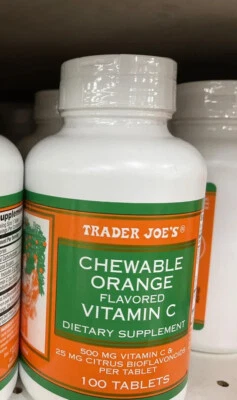 TRADER JOE'S®
CHEWABLE
ORANGE
FLAVORED
VITAMIN C
DIETARY SUPPLEMENT
500 MG VITAMIN C &
25 MG CITRUS BIOFLAVONOIDS
PER TABLET
100 TABLETS